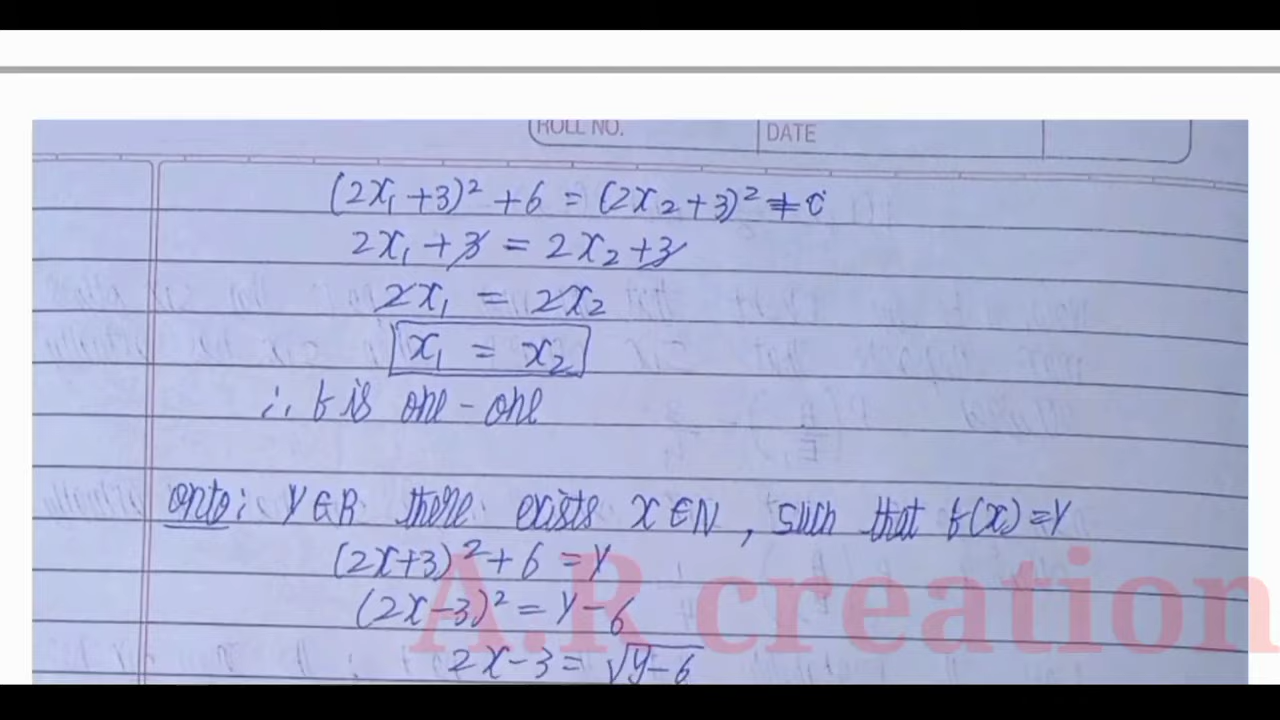 ROLL NO. DATE
(2x₁ +3)² +6 = (2x₂ +3)² +
2x₁ + 3 = 2x₂ +3
2x₁ = 2x₂
x₁ = x₂
∴ f is one - one
onto: y∈R there exists x∈N, such that f(x) = y
(2x+3)² + 6 = y
(2x-3)² = y - 6
2x-3 = √y-6
A.R creation